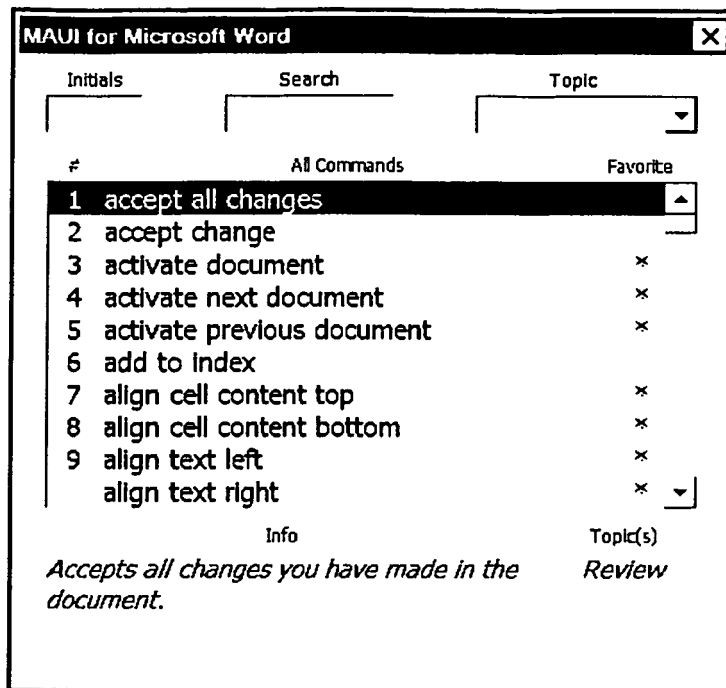 MAUI for Microsoft Word
Initials Search Topic
# All Commands Favorite
1 accept all changes
2 accept change
3 activate document *
4 activate next document *
5 activate previous document *
6 add to index
7 align cell content top *
8 align cell content bottom *
9 align text left *
align text right *
Info Topic(s)
Accepts all changes you have made in the Review
document.